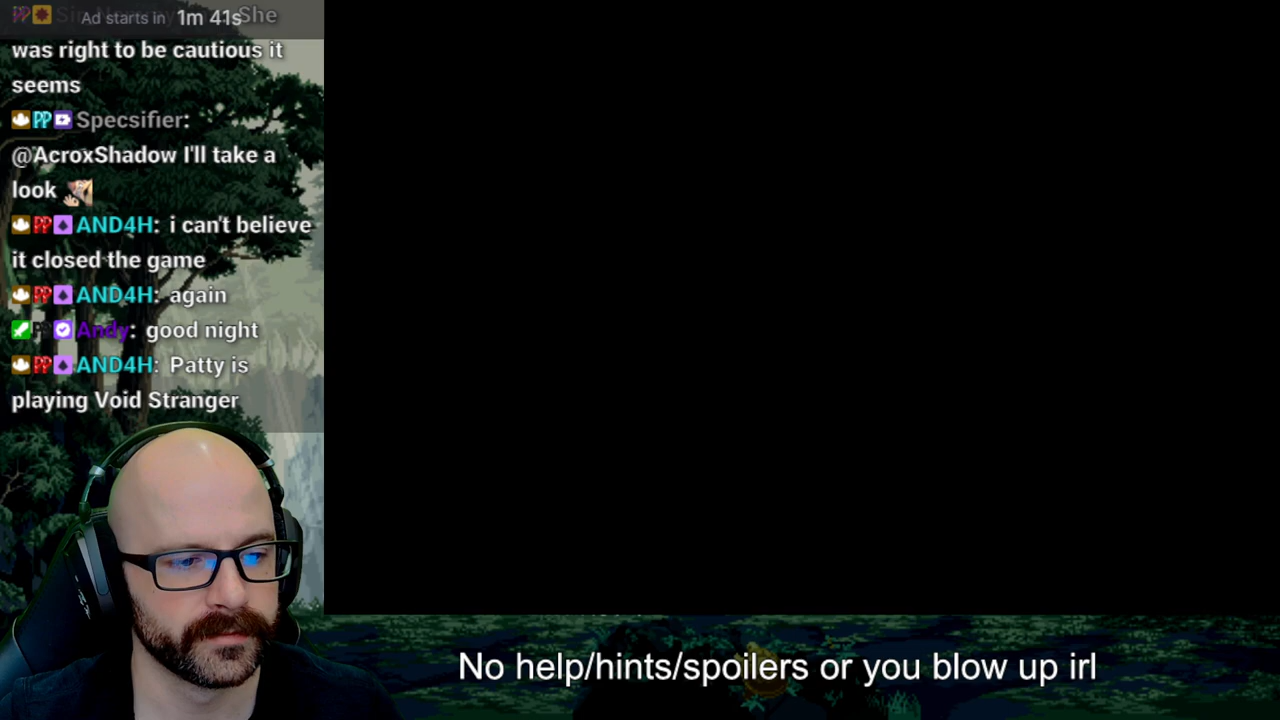 Ad starts in 1m 41s
She
was right to be cautious it
seems
Specsifier:
@AcroxShadow I'll take a
look
AND4H: i can't believe
it closed the game
AND4H: again
Andy: good night
AND4H: Patty is
playing Void Stranger
No help/hints/spoilers or you blow up irl